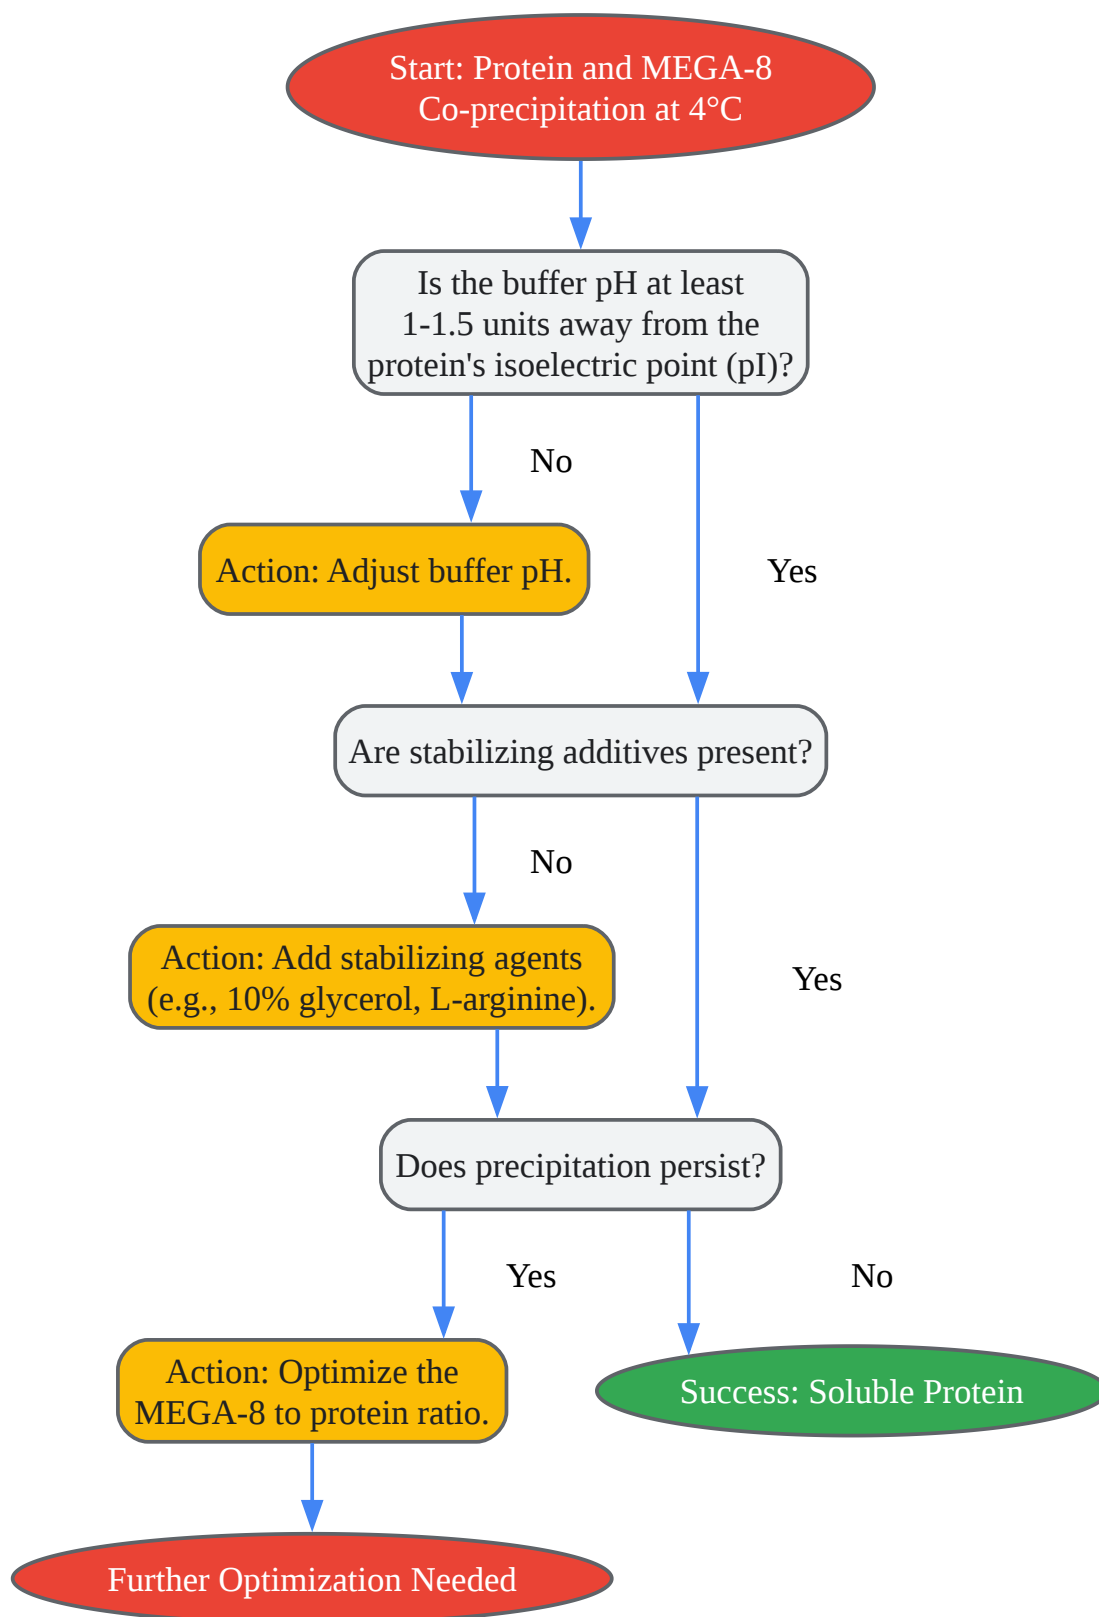 Start: Protein and MEGA-8
Co-precipitation at 4°C
Is the buffer pH at least
1-1.5 units away from the
protein's isoelectric point (pI)?
No
Action: Adjust buffer pH.
Yes
Are stabilizing additives present?
No
Action: Add stabilizing agents
(e.g., 10% glycerol, L-arginine).
Yes
Does precipitation persist?
Yes
No
Action: Optimize the
MEGA-8 to protein ratio.
Success: Soluble Protein
Further Optimization Needed